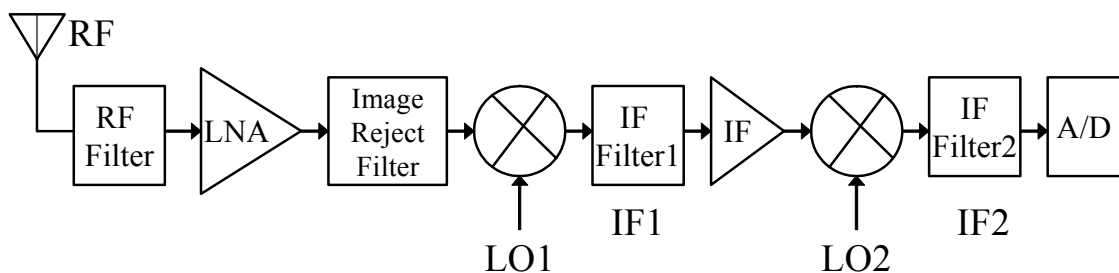 RF
RF
Filter
LNA
Image
Reject
Filter
IF
Filter1
IF
IF
Filter2
A/D
LO1
IF1
LO2
IF2